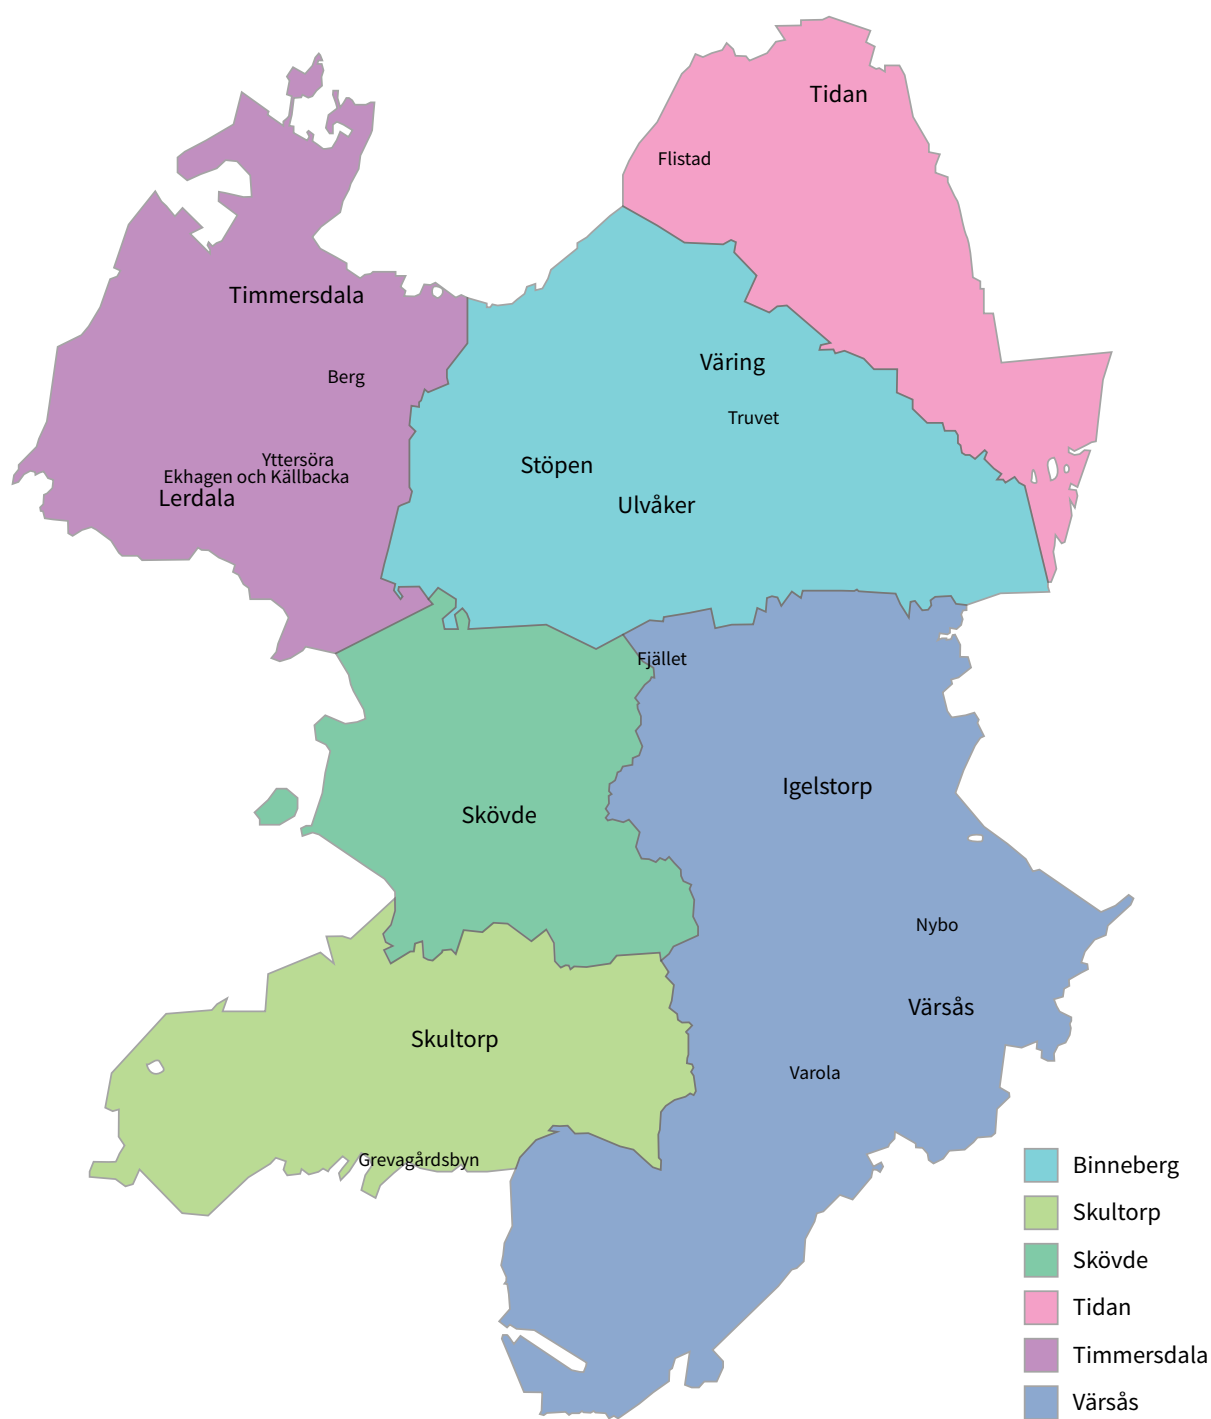 Tidan
Flistad
Timmersdala
Väring
Berg
Truvet
Yttersöra
Stöpen
Ekhagen och Källbacka
Lerdala
Ulvåker
Fjället
Igelstorp
Skövde
Nybo
Värsås
Skultorp
Varola
Grevagårdsbyn
Binneberg
Skultorp
Skövde
Tidan
Timmersdala
Värsås